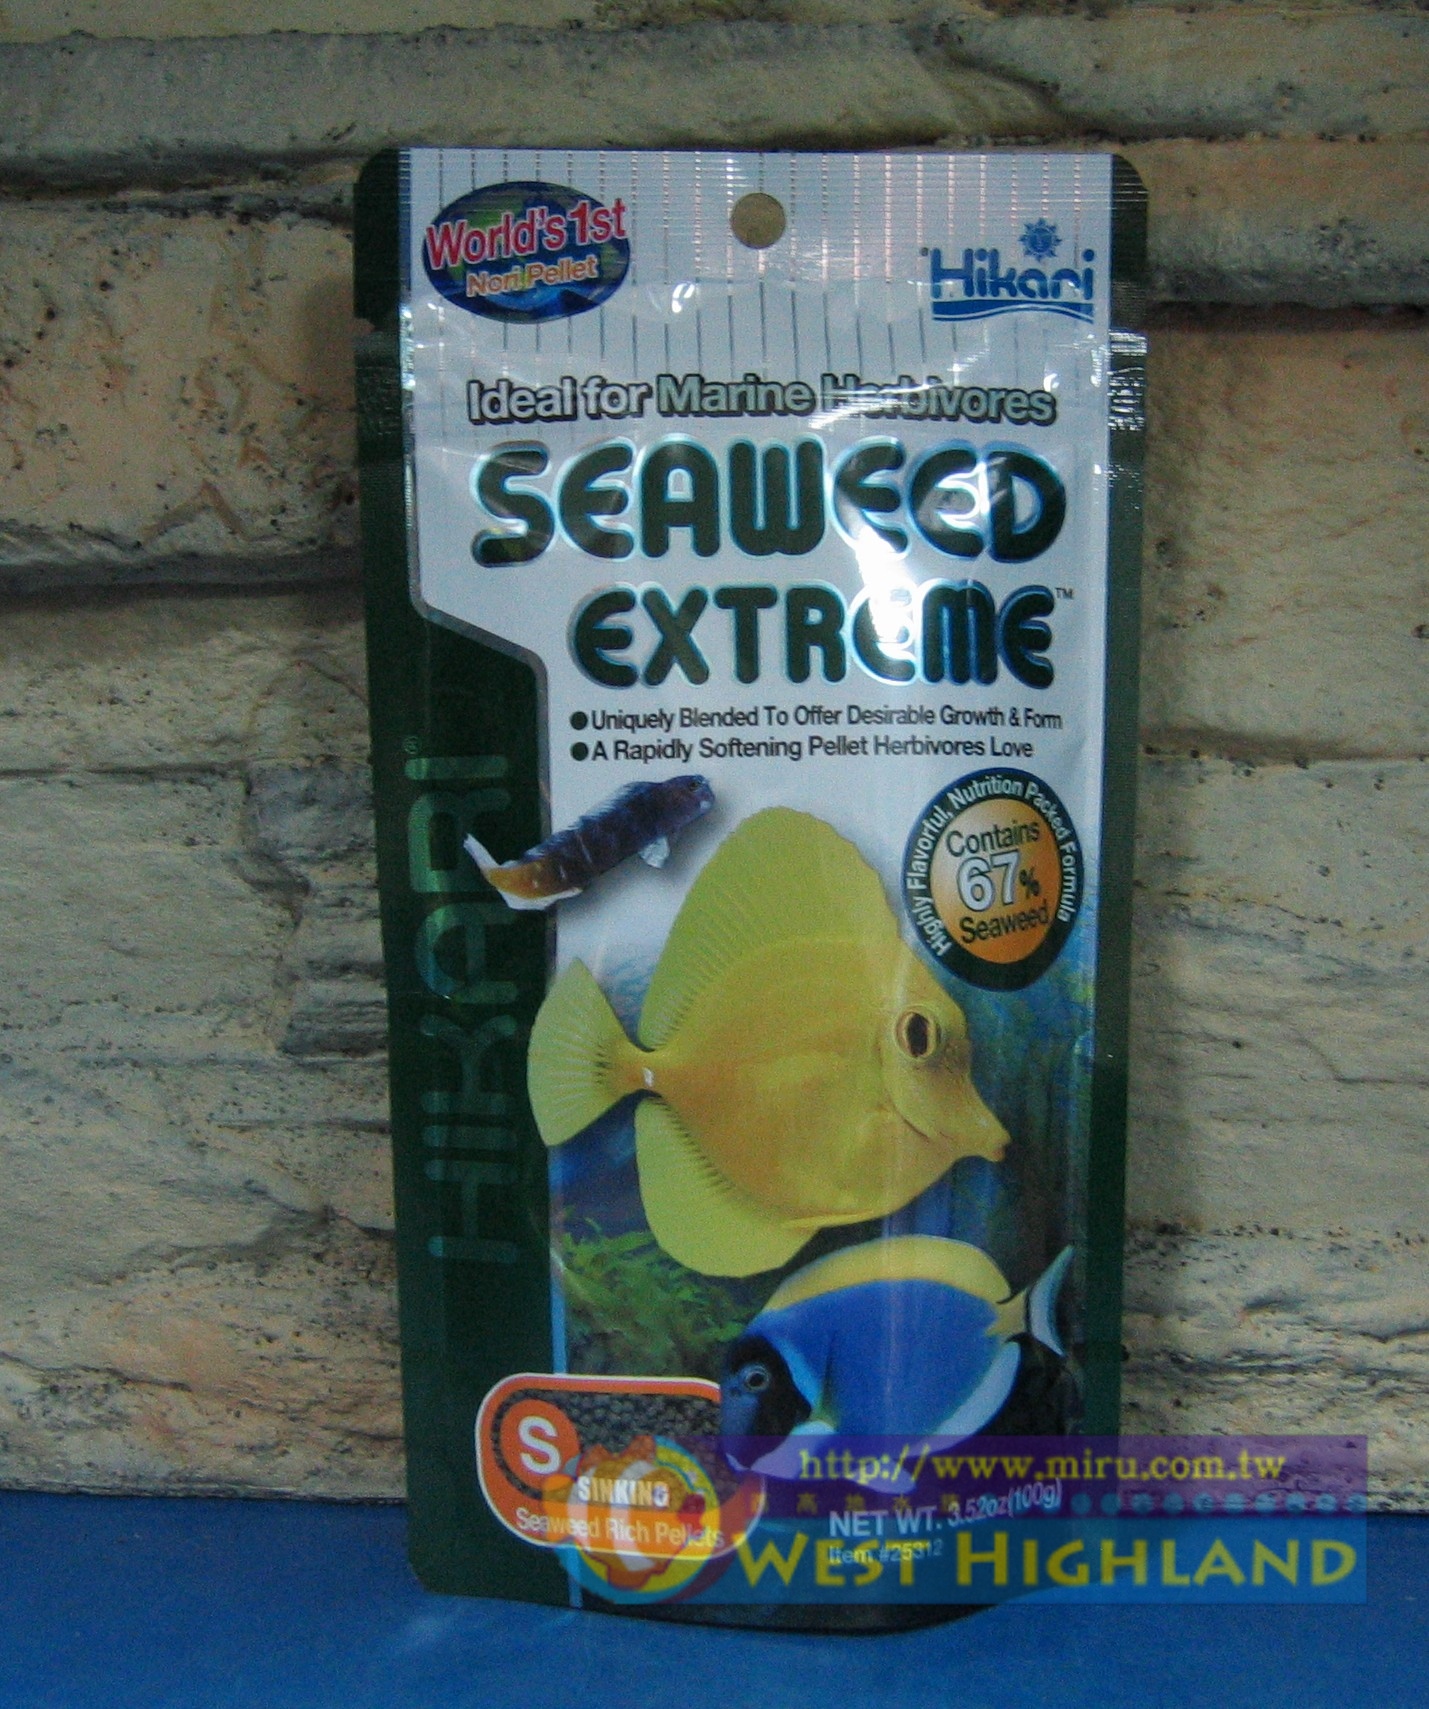 World's 1st
Nori Pellet
Hikari
Ideal for Marine Herbivores
SEAWEED
EXTREME™
●Uniquely Blended To Offer Desirable Growth & Form
●A Rapidly Softening Pellet Herbivores Love
Highly Flavorful, Nutrition Packed Formula
Contains
67%
Seaweed
HIKARI®
S
SINKING
Seaweed Rich Pellets
http://www.miru.com.tw
NET WT. 3.52oz(100g)
Item #25312
WEST HIGHLAND